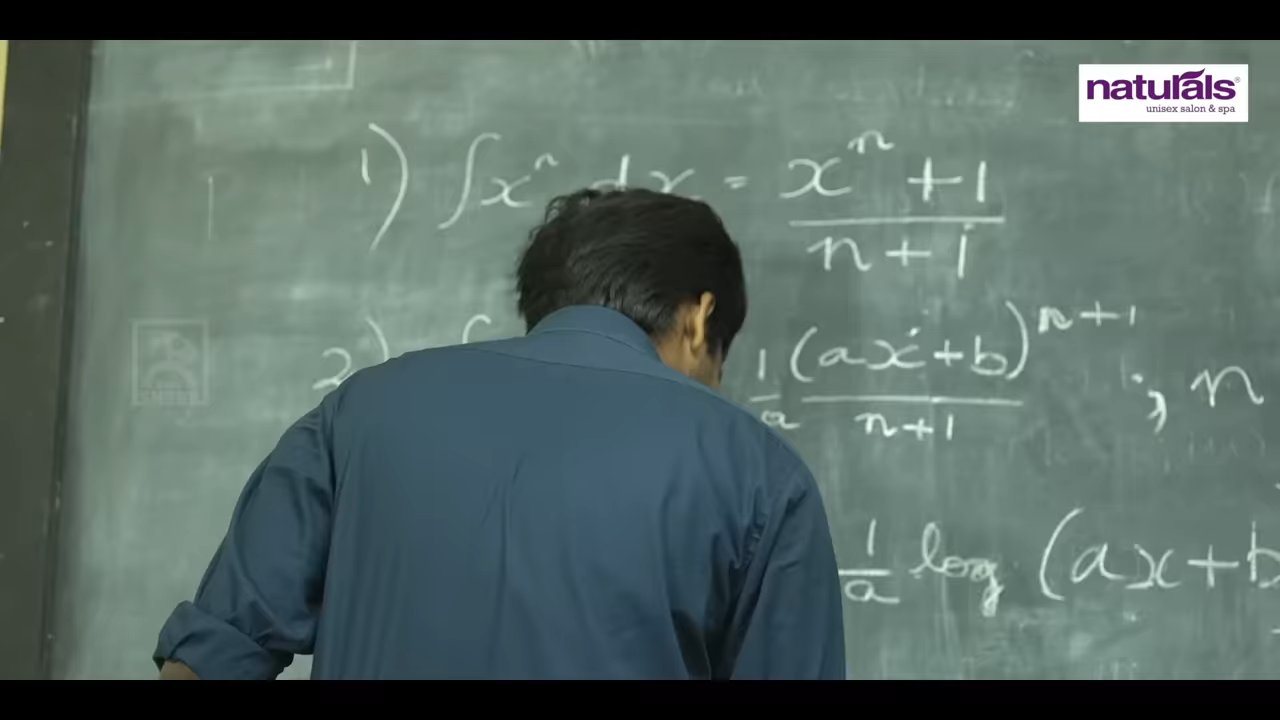 naturals
unisex salon & spa
1) ∫xⁿ dx = xⁿ + 1 / n + 1
2) ∫ 1/a (ax + b)ⁿ⁺¹ / n+1 ; n
1/a log (ax + b